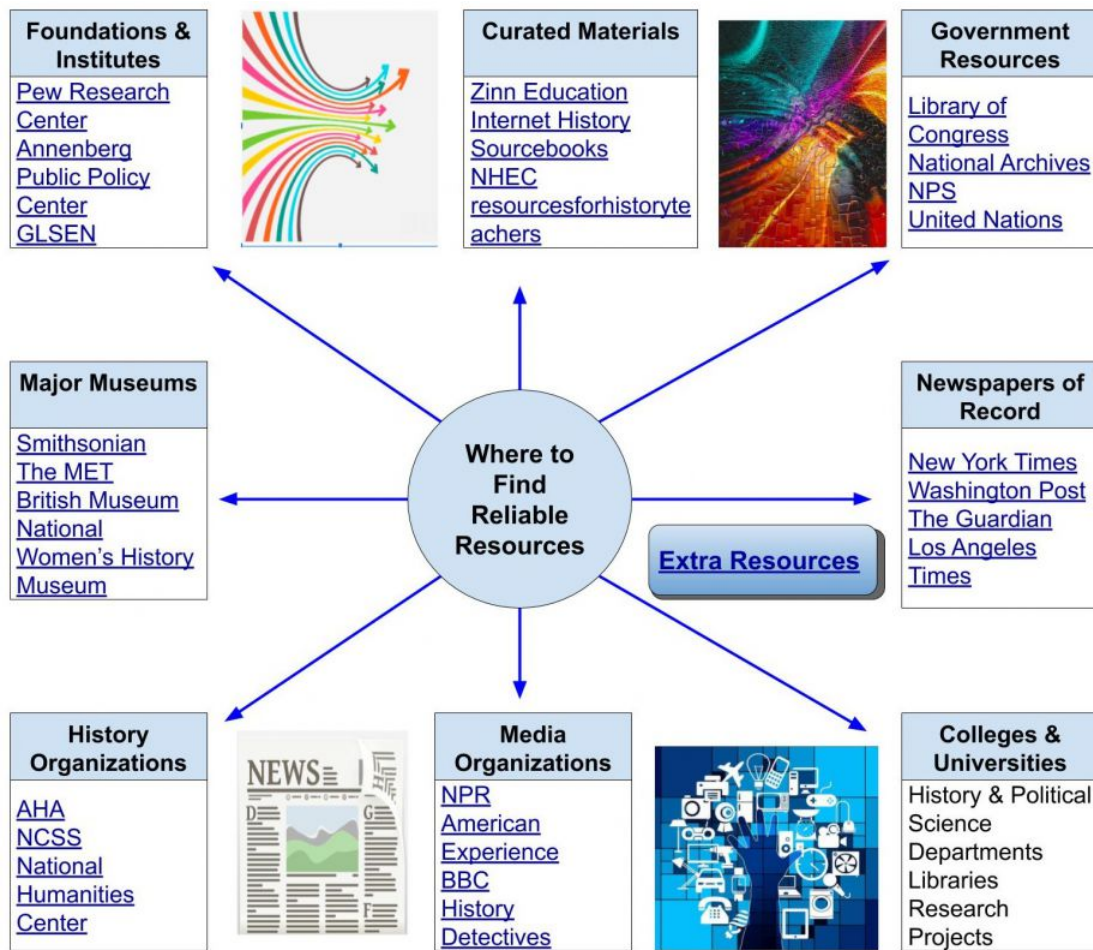 Foundations &
Institutes
Pew Research
Center
Annenberg
Public Policy
Center
GLSEN
Curated Materials
Zinn Education
Internet History
Sourcebooks
NHEC
resourcesforhistoryte
achers
Government
Resources
Library of
Congress
National Archives
NPS
United Nations
Major Museums
Smithsonian
The MET
British Museum
National
Women's History
Museum
Where to
Find
Reliable
Resources
Extra Resources
Newspapers of
Record
New York Times
Washington Post
The Guardian
Los Angeles
Times
History
Organizations
AHA
NCSS
National
Humanities
Center
NEWS
D
G
F
Media
Organizations
NPR
American
Experience
BBC
History
Detectives
Colleges &
Universities
History & Political
Science
Departments
Libraries
Research
Projects